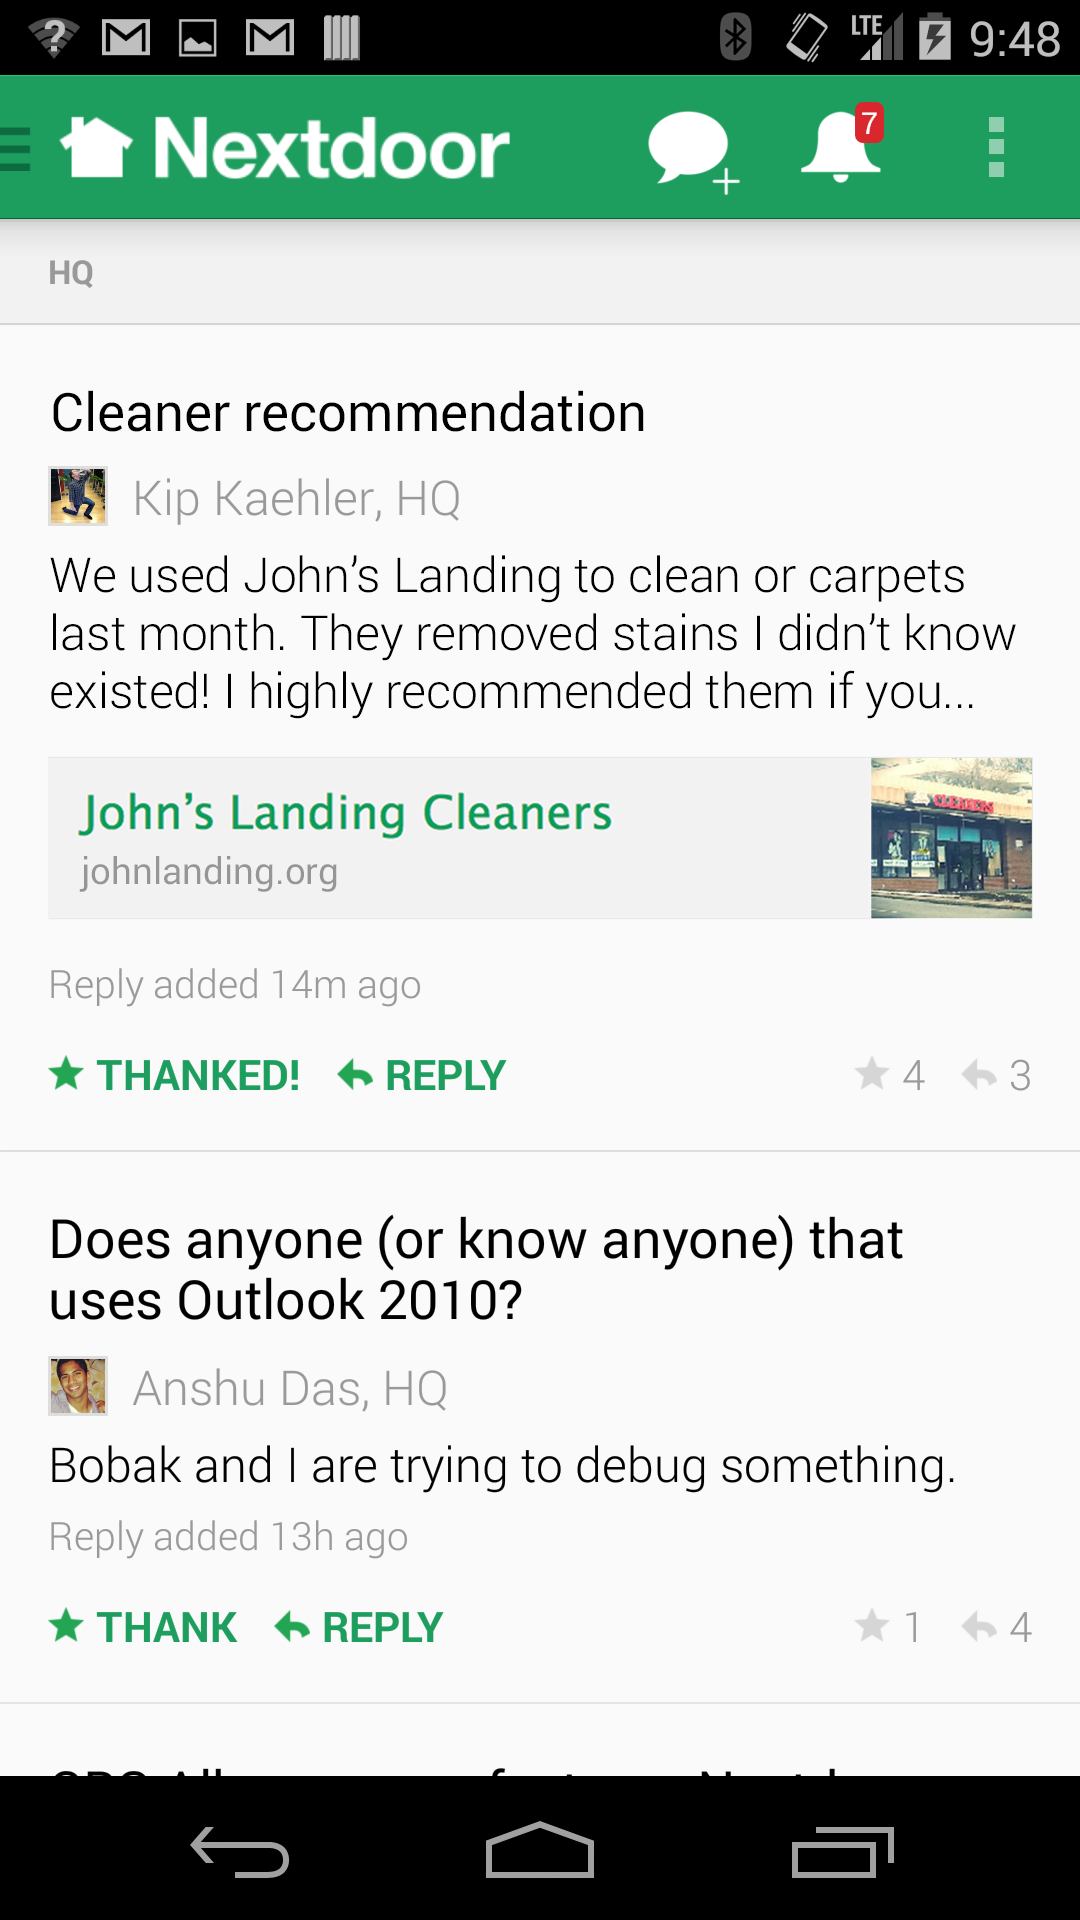 LTE 9:48
Nextdoor 7
HQ
Cleaner recommendation
Kip Kaehler, HQ
We used John’s Landing to clean or carpets
last month. They removed stains I didn’t know
existed! I highly recommended them if you...
John’s Landing Cleaners
johnlanding.org
CLEANERS
Reply added 14m ago
THANKED! REPLY 4 3
Does anyone (or know anyone) that
uses Outlook 2010?
Anshu Das, HQ
Bobak and I are trying to debug something.
Reply added 13h ago
THANK REPLY 1 4